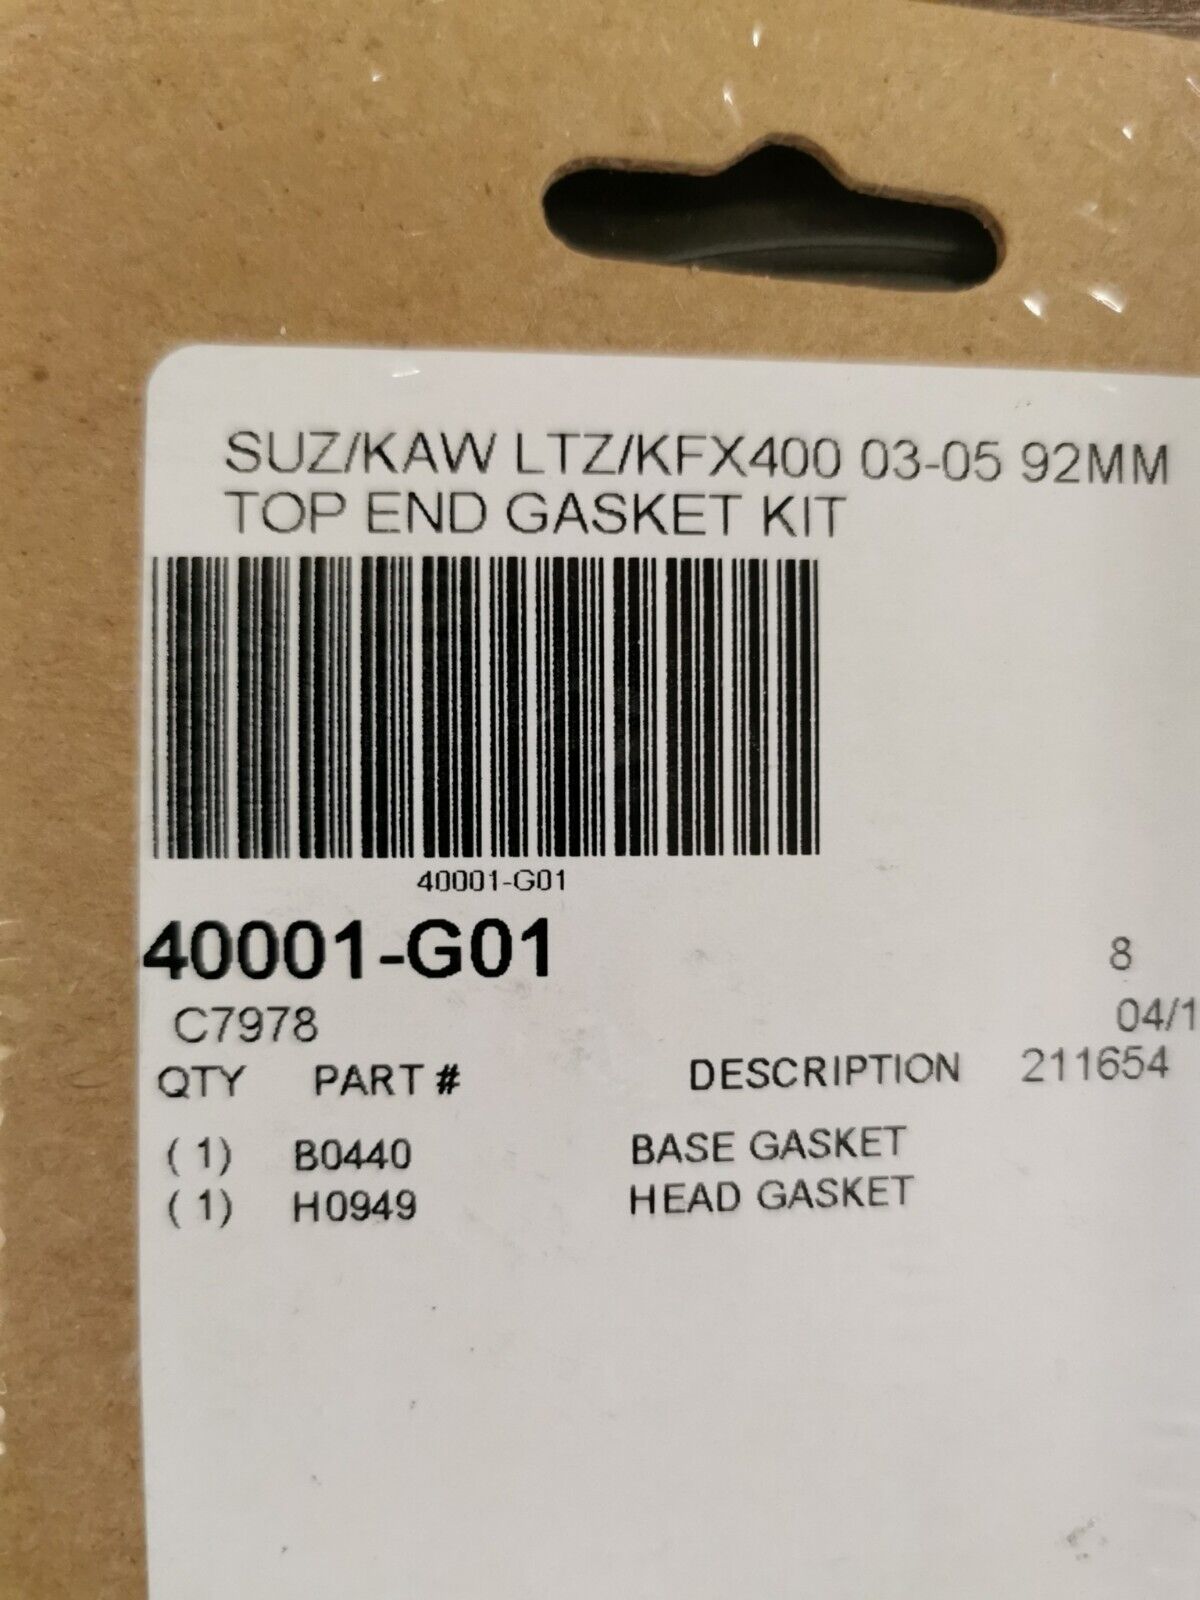 SUZ/KAW LTZ/KFX400 03-05 92MM
TOP END GASKET KIT
40001-G01
40001-G01
8
C7978
04/1
QTY PART # DESCRIPTION 211654
(1) B0440 BASE GASKET
(1) H0949 HEAD GASKET